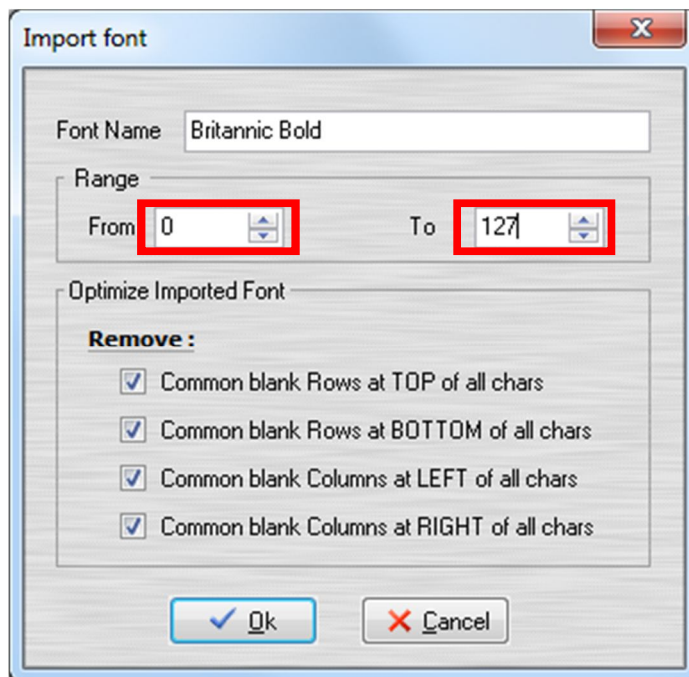 Import font
Font Name Britannic Bold
Range
From 0 To 127
Optimize Imported Font
Remove :
Common blank Rows at TOP of all chars
Common blank Rows at BOTTOM of all chars
Common blank Columns at LEFT of all chars
Common blank Columns at RIGHT of all chars
Ok Cancel